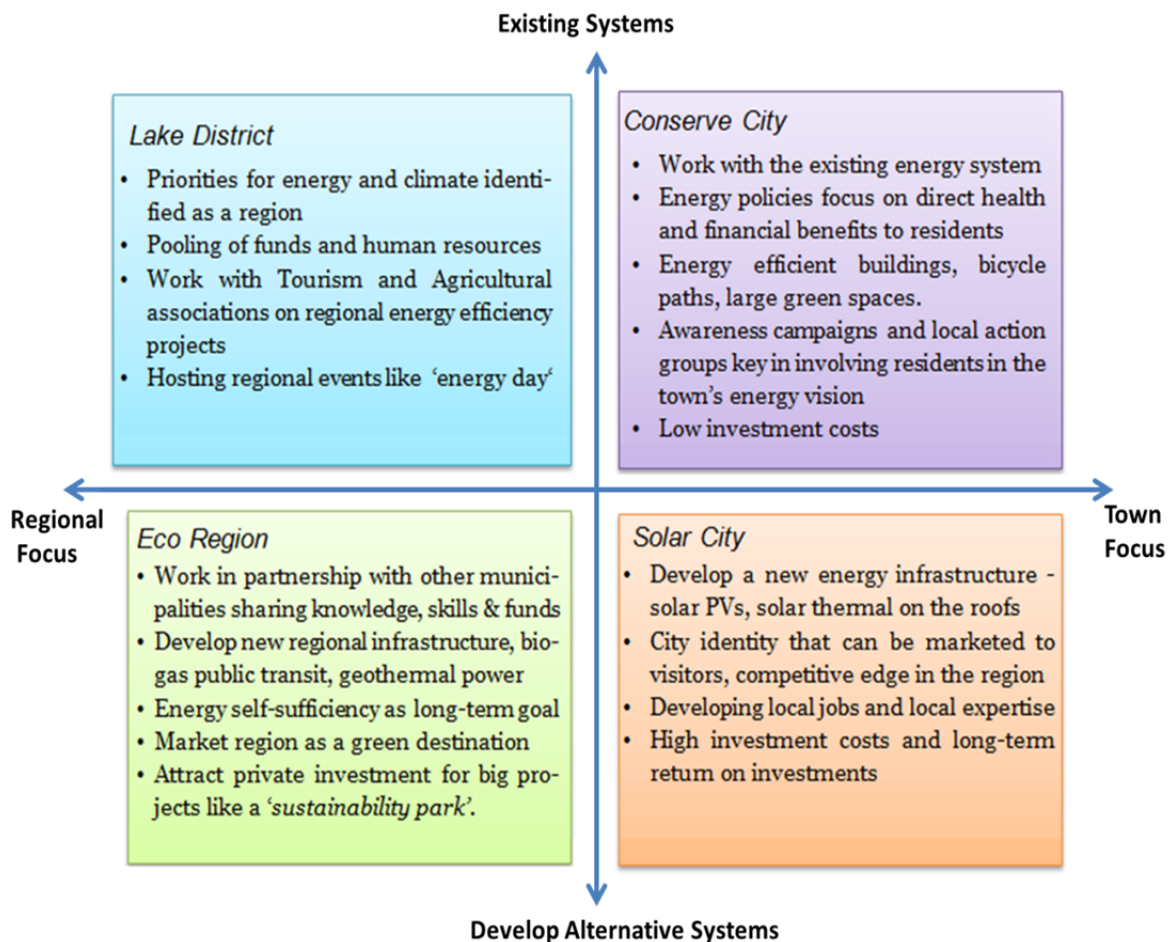 Existing Systems
Lake District
• Priorities for energy and climate identi-
fied as a region
• Pooling of funds and human resources
• Work with Tourism and Agricultural
associations on regional energy efficiency
projects
• Hosting regional events like ‘energy day‘
Conserve City
• Work with the existing energy system
• Energy policies focus on direct health
and financial benefits to residents
• Energy efficient buildings, bicycle
paths, large green spaces.
• Awareness campaigns and local action
groups key in involving residents in the
town’s energy vision
• Low investment costs
Regional
Focus
Town
Focus
Eco Region
• Work in partnership with other munici-
palities sharing knowledge, skills & funds
• Develop new regional infrastructure, bio-
gas public transit, geothermal power
• Energy self-sufficiency as long-term goal
• Market region as a green destination
• Attract private investment for big pro-
jects like a ‘sustainability park’.
Solar City
• Develop a new energy infrastructure -
solar PVs, solar thermal on the roofs
• City identity that can be marketed to
visitors, competitive edge in the region
• Developing local jobs and local expertise
• High investment costs and long-term
return on investments
Develop Alternative Systems